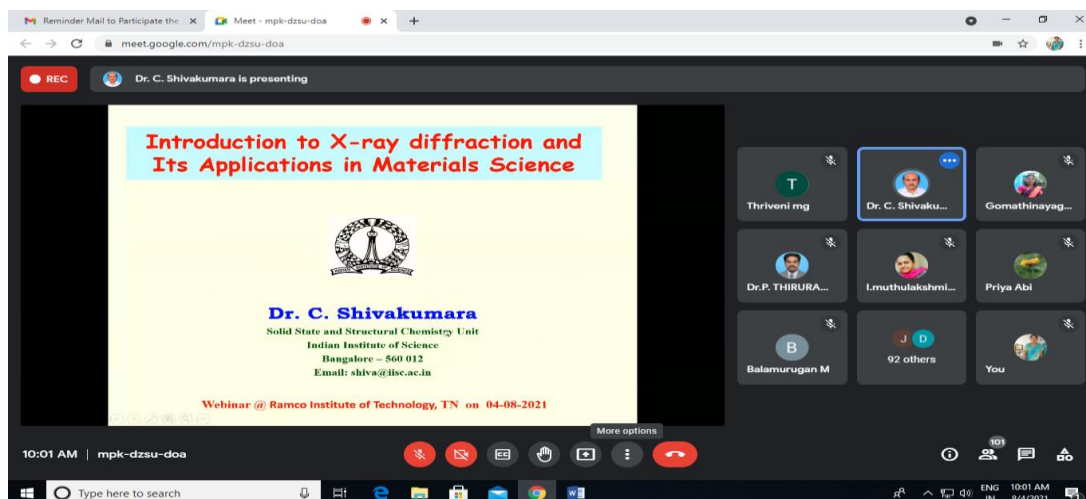 Reminder Mail to Participate the
Meet - mpk-dzsu-doa
meet.google.com/mpk-dzsu-doa
REC
Dr. C. Shivakumara is presenting
Introduction to X-ray diffraction and
Its Applications in Materials Science
Dr. C. Shivakumara
Solid State and Structural Chemistry Unit
Indian Institute of Science
Bangalore – 560 012
Email: shiva@iisc.ac.in
Webinar @ Ramco Institute of Technology, TN on 04-08-2021
T
Thriveni mg
Dr. C. Shivaku...
Gomathinayag...
Dr.P. THIRURA...
I.muthulakshmi...
Priya Abi
B
Balamurugan M
J D
92 others
You
More options
10:01 AM | mpk-dzsu-doa
CC
101
Type here to search
ENG
IN
10:01 AM
8/4/2021